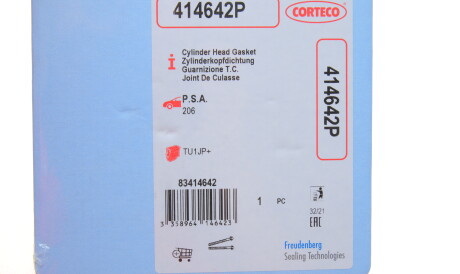 414642P
CORTECO
Cylinder Head Gasket
Zylinderkopfdichtung
Guarnizione T.C.
Joint De Culasse
414642P
P.S.A.
206
TU1JP+
83414642
3 358964 146423
1 PC
32/21
EAC
Freudenberg
Sealing Technologies